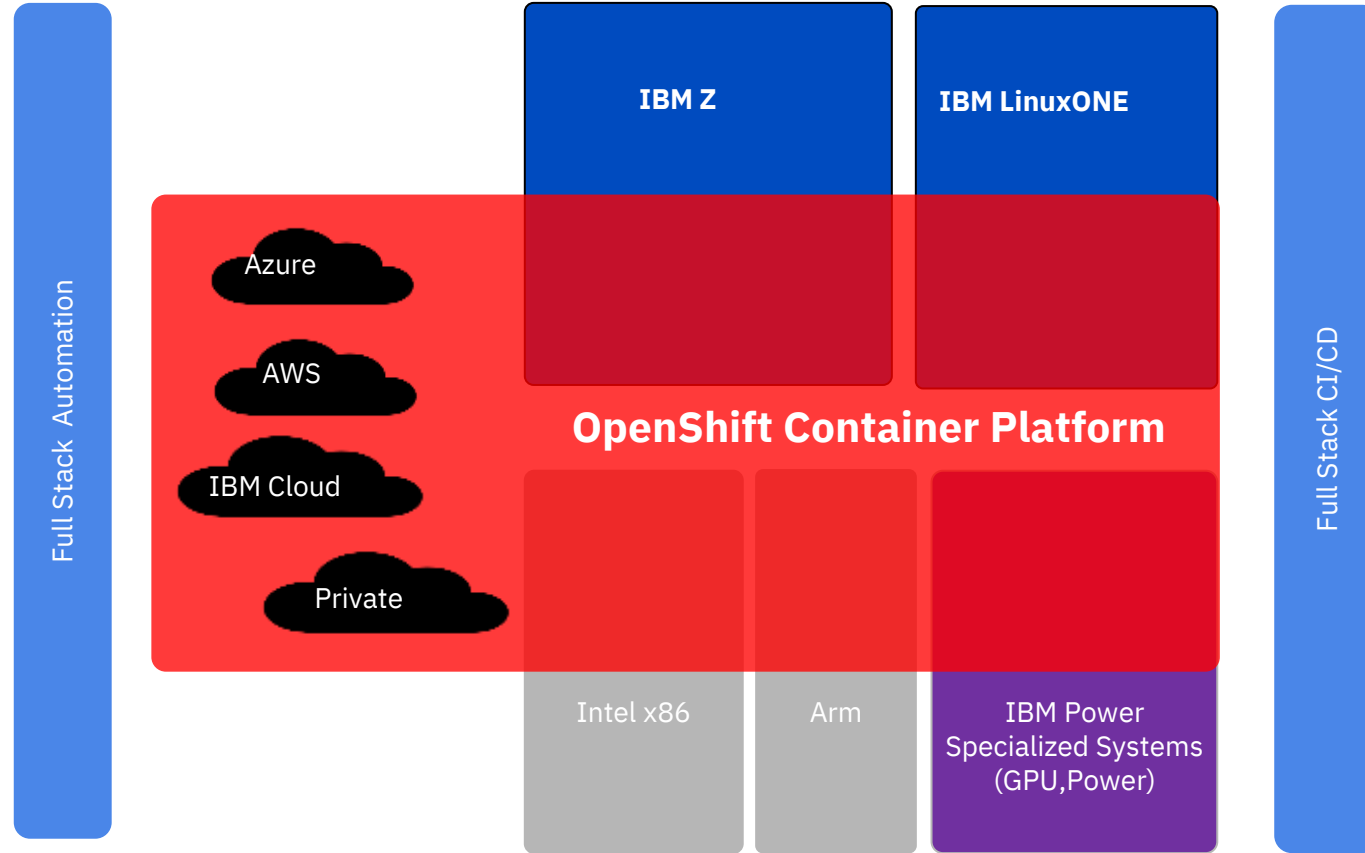 Full Stack Automation
IBM Z
IBM LinuxONE
Azure
AWS
IBM Cloud
Private
OpenShift Container Platform
Intel x86
Arm
IBM Power
Specialized Systems
(GPU,Power)
Full Stack CI/CD